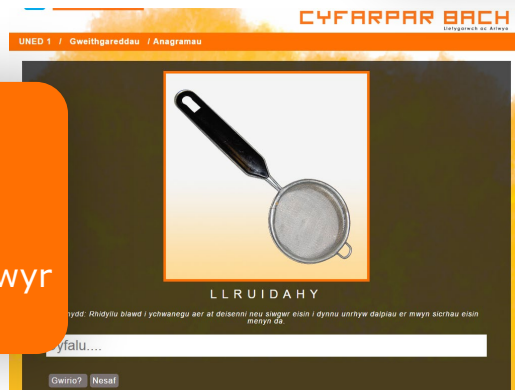 CYFARPAR BACH
Lletygarwch ac Arlwyo
UNED 1 / Gweithgareddau / Anagramau
wyr
LLRUIDAHY
nydd: Rhidyllu blawd i ychwanegu aer at deisenni neu siwgwr eisin i dynnu unrhyw dalpiau er mwyn sicrhau eisin
menyn da.
yfalu....
Gwirio? Nesaf